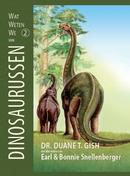 WAT
WETEN
WE 2
VAN
DINOSAURUSSEN
DR. DUANE T. GISH
Earl & Bonnie Snellenberger